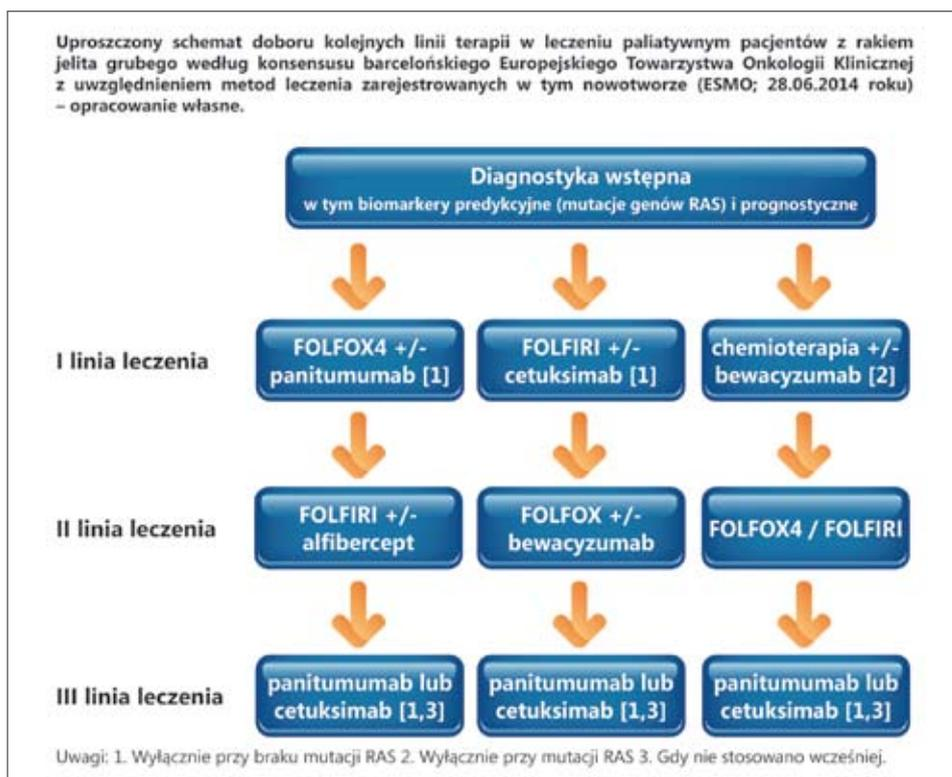 Uproszczony schemat doboru kolejnych linii terapii w leczeniu paliatywnym pacjentów z rakiem
jelita grubego według konsensusu barcelońskiego Europejskiego Towarzystwa Onkologii Klinicznej
z uwzględnieniem metod leczenia zarejestrowanych w tym nowotworze (ESMO; 28.06.2014 roku)
– opracowanie własne.
Diagnostyka wstępna
w tym biomarkery predykcyjne (mutacje genów RAS) i prognostyczne
I linia leczenia
FOLFOX4 +/-
panitumumab [1]
FOLFIRI +/-
cetuksimab [1]
chemioterapia +/-
bewacyzumab [2]
II linia leczenia
FOLFIRI +/-
alfibercept
FOLFOX +/-
bewacyzumab
FOLFOX4 / FOLFIRI
III linia leczenia
panitumumab lub
cetuksimab [1,3]
panitumumab lub
cetuksimab [1,3]
panitumumab lub
cetuksimab [1,3]
Uwagi: 1. Wyłącznie przy braku mutacji RAS 2. Wyłącznie przy mutacji RAS 3. Gdy nie stosowano wcześniej.